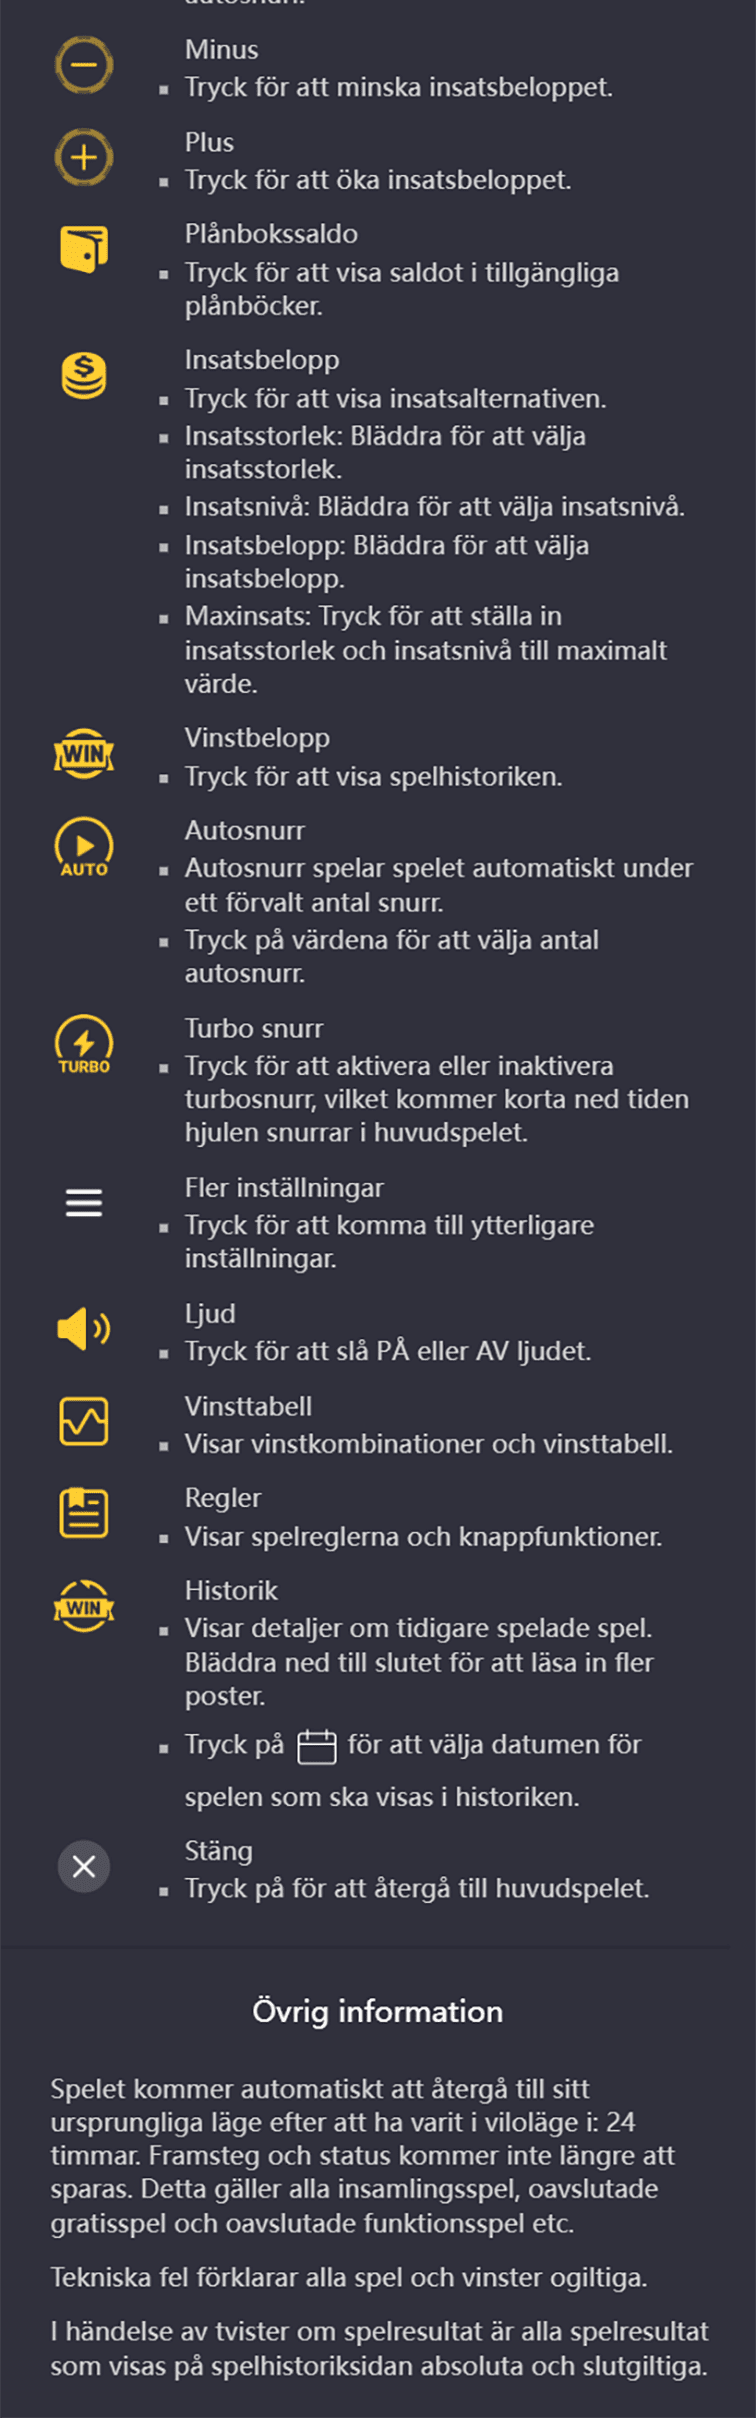 autosnurr.
Minus
▪ Tryck för att minska insatsbeloppet.
Plus
▪ Tryck för att öka insatsbeloppet.
Plånbokssaldo
▪ Tryck för att visa saldot i tillgängliga
plånböcker.
Insatsbelopp
▪ Tryck för att visa insatsalternativen.
▪ Insatsstorlek: Bläddra för att välja
insatsstorlek.
▪ Insatsnivå: Bläddra för att välja insatsnivå.
▪ Insatsbelopp: Bläddra för att välja
insatsbelopp.
▪ Maxinsats: Tryck för att ställa in
insatsstorlek och insatsnivå till maximalt
värde.
WIN
Vinstbelopp
▪ Tryck för att visa spelhistoriken.
AUTO
Autosnurr
▪ Autosnurr spelar spelet automatiskt under
ett förvalt antal snurr.
▪ Tryck på värdena för att välja antal
autosnurr.
TURBO
Turbo snurr
▪ Tryck för att aktivera eller inaktivera
turbosnurr, vilket kommer korta ned tiden
hjulen snurrar i huvudspelet.
Fler inställningar
▪ Tryck för att komma till ytterligare
inställningar.
Ljud
▪ Tryck för att slå PÅ eller AV ljudet.
Vinsttabell
▪ Visar vinstkombinationer och vinsttabell.
Regler
▪ Visar spelreglerna och knappfunktioner.
WIN
Historik
▪ Visar detaljer om tidigare spelade spel.
Bläddra ned till slutet för att läsa in fler
poster.
▪ Tryck på för att välja datumen för
spelen som ska visas i historiken.
Stäng
▪ Tryck på för att återgå till huvudspelet.
Övrig information
Spelet kommer automatiskt att återgå till sitt
ursprungliga läge efter att ha varit i viloläge i: 24
timmar. Framsteg och status kommer inte längre att
sparas. Detta gäller alla insamlingsspel, oavslutade
gratisspel och oavslutade funktionsspel etc.
Tekniska fel förklarar alla spel och vinster ogiltiga.
I händelse av tvister om spelresultat är alla spelresultat
som visas på spelhistoriksidan absoluta och slutgiltiga.